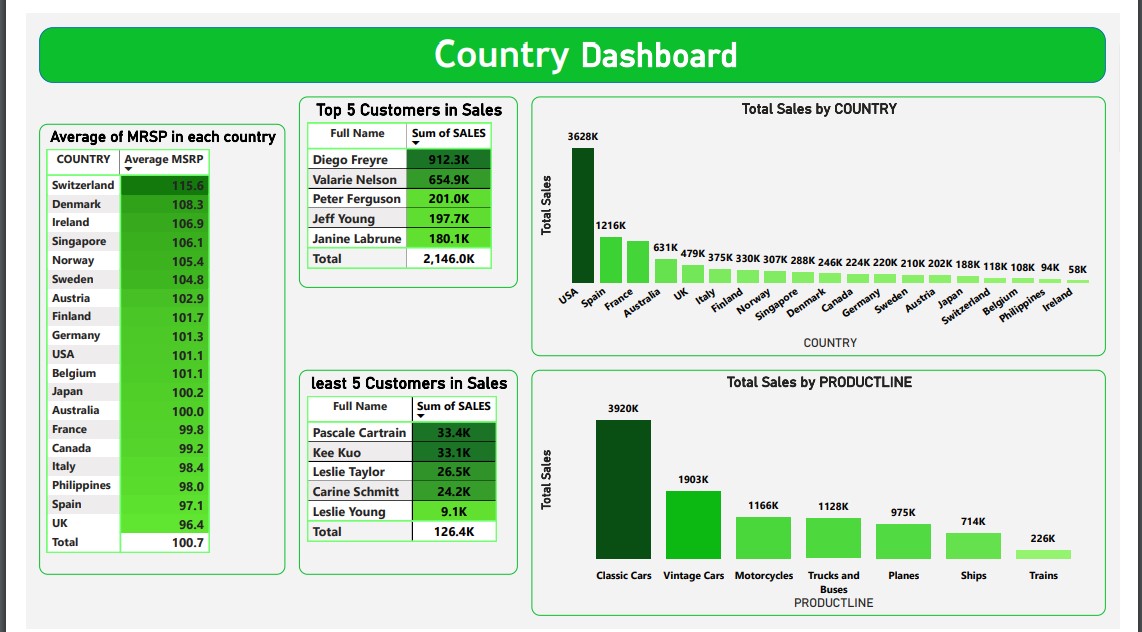 Country Dashboard
Average of MRSP in each country
COUNTRY Average MSRP
Switzerland 115.6
Denmark 108.3
Ireland 106.9
Singapore 106.1
Norway 105.4
Sweden 104.8
Austria 102.9
Finland 101.7
Germany 101.3
USA 101.1
Belgium 101.1
Japan 100.2
Australia 100.0
France 99.8
Canada 99.2
Italy 98.4
Philippines 98.0
Spain 97.1
UK 96.4
Total 100.7
Top 5 Customers in Sales
Full Name Sum of SALES
Diego Freyre 912.3K
Valarie Nelson 654.9K
Peter Ferguson 201.0K
Jeff Young 197.7K
Janine Labrune 180.1K
Total 2,146.0K
least 5 Customers in Sales
Full Name Sum of SALES
Pascale Cartrain 33.4K
Kee Kuo 33.1K
Leslie Taylor 26.5K
Carine Schmitt 24.2K
Leslie Young 9.1K
Total 126.4K
Total Sales by COUNTRY
Total Sales
3628K
1216K
631K 479K 375K 330K 307K 288K 246K 224K 220K 210K 202K 188K 118K 108K 94K 58K
USA Spain France Australia UK Italy Finland Norway Singapore Denmark Canada Germany Sweden Austria Japan Switzerland Belgium Philippines Ireland
COUNTRY
Total Sales by PRODUCTLINE
Total Sales
3920K
1903K
1166K 1128K
975K
714K
226K
Classic Cars Vintage Cars Motorcycles Trucks and Planes Ships Trains
Buses
PRODUCTLINE